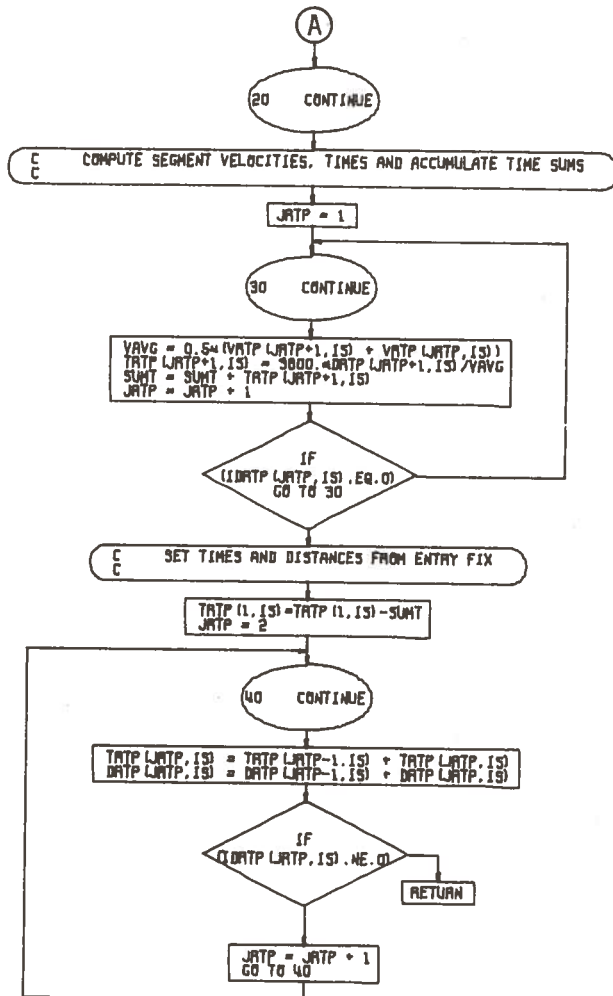 A
20 CONTINUE
C COMPUTE SEGMENT VELOCITIES, TIMES AND ACCUMULATE TIME SUMS
C
JATP = 1
30 CONTINUE
VAVG = 0.5*(VATP(JATP+1,IS) + VATP(JATP,IS))
TATP(JATP+1,IS) = 3600.*DATP(JATP+1,IS)/VAVG
SUMT = SUMT + TATP(JATP+1,IS)
JATP = JATP + 1
IF
(IDATP(JATP,IS).EQ.0)
GO TO 30
C SET TIMES AND DISTANCES FROM ENTRY FIX
C
TATP(1,IS)=TATP(1,IS)-SUMT
JATP = 2
40 CONTINUE
TATP(JATP,IS) = TATP(JATP-1,IS) + TATP(JATP,IS)
DATP(JATP,IS) = DATP(JATP-1,IS) + DATP(JATP,IS)
IF
(IDATP(JATP,IS).NE.0)
RETURN
JATP = JATP + 1
GO TO 40